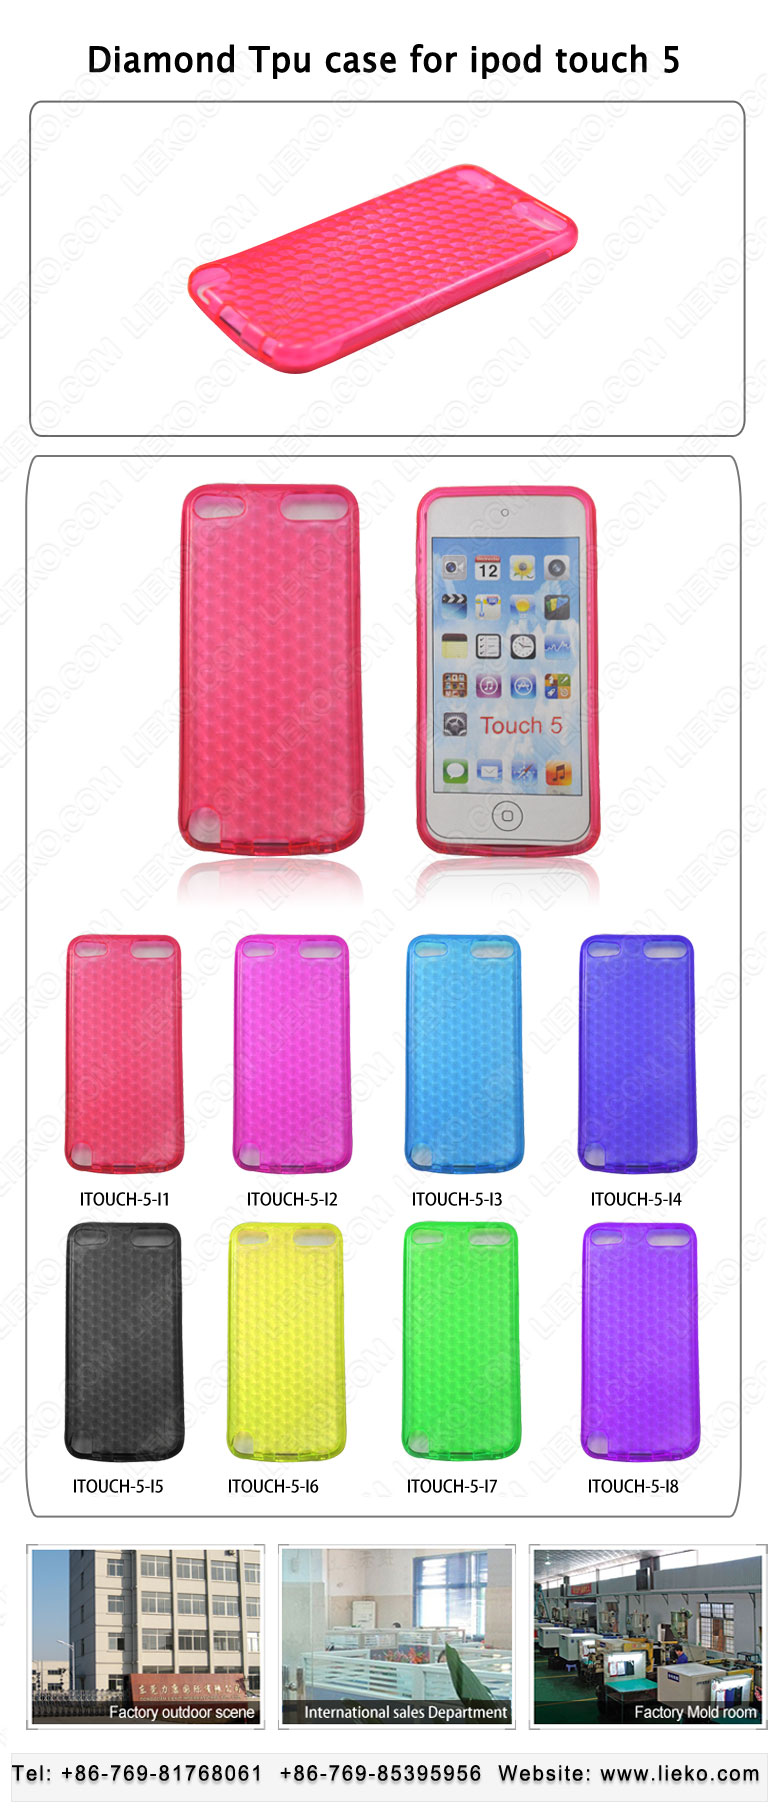 Diamond Tpu case for ipod touch 5
LIEKO.COM
12
Touch 5
ITOUCH-5-I1 ITOUCH-5-I2 ITOUCH-5-I3 ITOUCH-5-I4
ITOUCH-5-I5 ITOUCH-5-I6 ITOUCH-5-I7 ITOUCH-5-I8
Factory outdoor scene International sales Department Factory Mold room
Tel: +86-769-81768061 +86-769-85395956 Website: www.lieko.com